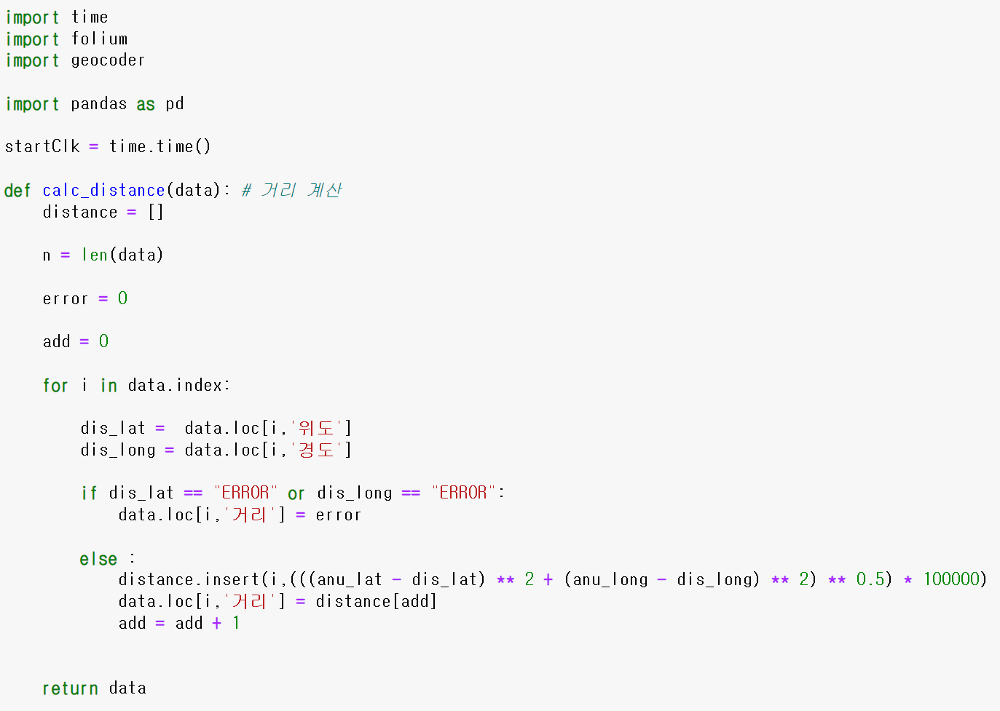 import time
import folium
import geocoder
import pandas as pd
startClk = time.time()
def calc_distance(data): # 거리 계산
    distance = []
    n = len(data)
    error = 0
    add = 0
    for i in data.index:
        dis_lat =  data.loc[i,'위도']
        dis_long = data.loc[i,'경도']
        if dis_lat == "ERROR" or dis_long == "ERROR":
            data.loc[i,'거리'] = error
        else :
            distance.insert(i,(((anu_lat - dis_lat) ** 2 + (anu_long - dis_long) ** 2) ** 0.5) * 100000)
            data.loc[i,'거리'] = distance[add]
            add = add + 1
    return data